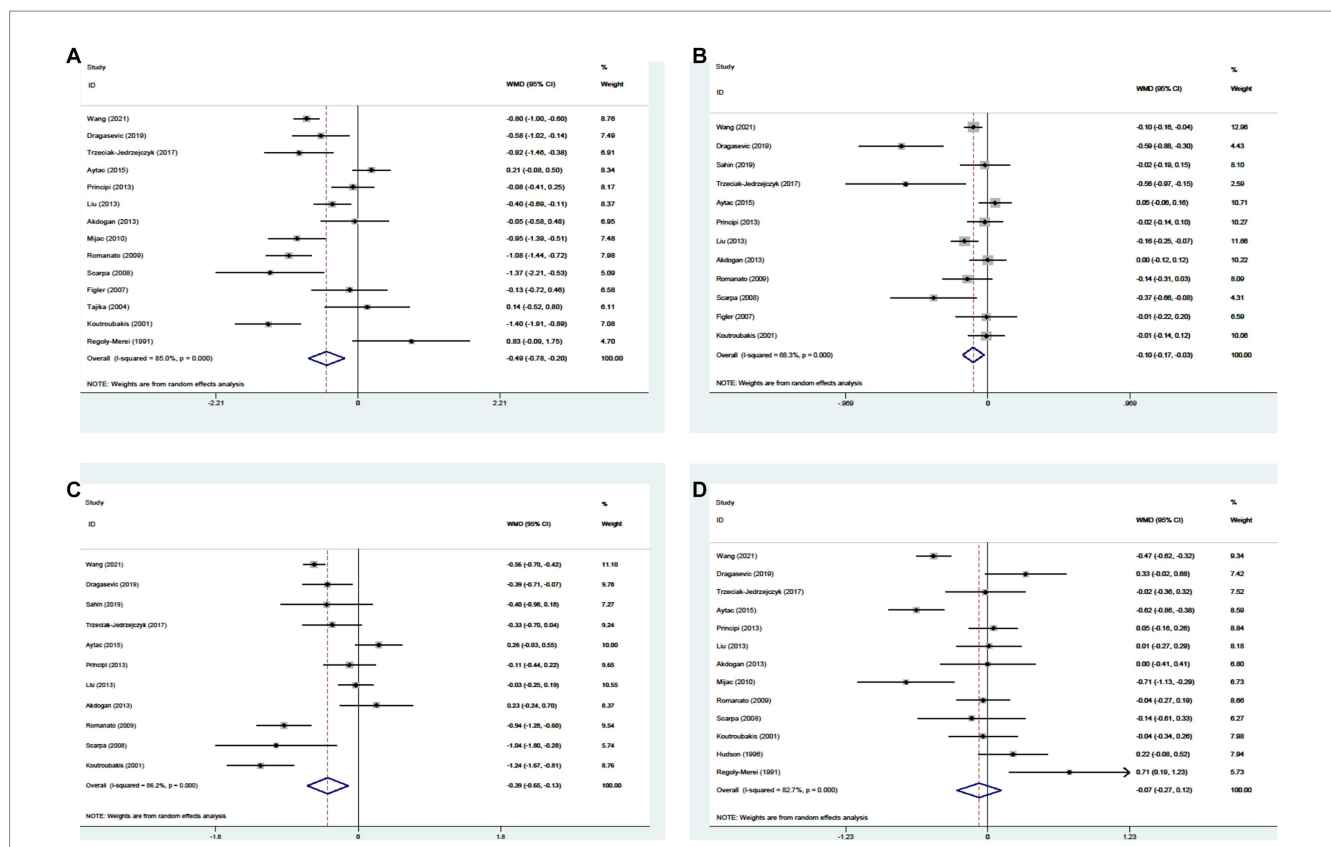 A
Study %
ID WMD (95% CI) Weight
Wang (2021) -0.80 (-1.00, -0.60) 8.76
Dragasevic (2019) -0.58 (-1.02, -0.14) 7.49
Trzeciak-Jedrzejczyk (2017) -0.92 (-1.46, -0.38) 6.91
Aytac (2015) 0.21 (-0.08, 0.50) 8.34
Principi (2013) -0.08 (-0.41, 0.25) 8.17
Liu (2013) -0.40 (-0.69, -0.11) 8.37
Akdogan (2013) -0.05 (-0.58, 0.48) 6.95
Mijac (2010) -0.95 (-1.39, -0.51) 7.48
Romanato (2009) -1.08 (-1.44, -0.72) 7.98
Scarpa (2008) -1.37 (-2.21, -0.53) 5.09
Figler (2007) -0.13 (-0.72, 0.46) 6.58
Tajika (2004) 0.14 (-0.52, 0.80) 6.11
Koutroubakis (2001) -1.40 (-1.91, -0.89) 7.08
Regoly-Merei (1991) 0.83 (-0.09, 1.75) 4.70
Overall (I-squared = 85.0%, p = 0.000) -0.49 (-0.78, -0.20) 100.00
NOTE: Weights are from random effects analysis
-2.21 0 2.21
B
Study %
ID WMD (95% CI) Weight
Wang (2021) -0.10 (-0.16, -0.04) 12.96
Dragasevic (2019) -0.59 (-0.88, -0.30) 4.43
Sahin (2019) -0.02 (-0.19, 0.15) 8.10
Trzeciak-Jedrzejczyk (2017) -0.56 (-0.97, -0.15) 2.59
Aytac (2015) 0.05 (-0.06, 0.16) 10.71
Principi (2013) -0.02 (-0.14, 0.10) 10.27
Liu (2013) -0.16 (-0.25, -0.07) 11.66
Akdogan (2013) 0.00 (-0.12, 0.12) 10.22
Romanato (2009) -0.14 (-0.31, 0.03) 8.09
Scarpa (2008) -0.37 (-0.66, -0.08) 4.31
Figler (2007) -0.01 (-0.22, 0.20) 6.59
Koutroubakis (2001) -0.01 (-0.14, 0.12) 10.06
Overall (I-squared = 68.3%, p = 0.000) -0.10 (-0.17, -0.03) 100.00
NOTE: Weights are from random effects analysis
-.969 0 .969
C
Study %
ID WMD (95% CI) Weight
Wang (2021) -0.56 (-0.70, -0.42) 11.10
Dragasevic (2019) -0.39 (-0.71, -0.07) 9.78
Sahin (2019) -0.40 (-0.98, 0.18) 7.27
Trzeciak-Jedrzejczyk (2017) -0.33 (-0.70, 0.04) 9.24
Aytac (2015) 0.26 (-0.03, 0.55) 10.00
Principi (2013) -0.11 (-0.44, 0.22) 9.65
Liu (2013) -0.03 (-0.25, 0.19) 10.55
Akdogan (2013) 0.23 (-0.24, 0.70) 8.37
Romanato (2009) -0.94 (-1.28, -0.60) 9.54
Scarpa (2008) -1.04 (-1.80, -0.28) 5.74
Koutroubakis (2001) -1.24 (-1.67, -0.81) 8.76
Overall (I-squared = 86.2%, p = 0.000) -0.39 (-0.65, -0.13) 100.00
NOTE: Weights are from random effects analysis
-1.8 0 1.8
D
Study %
ID WMD (95% CI) Weight
Wang (2021) -0.47 (-0.62, -0.32) 9.34
Dragasevic (2019) 0.33 (-0.02, 0.68) 7.42
Trzeciak-Jedrzejczyk (2017) -0.02 (-0.36, 0.32) 7.52
Aytac (2015) -0.62 (-0.86, -0.38) 8.59
Principi (2013) 0.05 (-0.16, 0.26) 8.84
Liu (2013) 0.01 (-0.27, 0.29) 8.18
Akdogan (2013) 0.00 (-0.41, 0.41) 6.80
Mijac (2010) -0.71 (-1.13, -0.29) 6.73
Romanato (2009) -0.04 (-0.27, 0.19) 8.66
Scarpa (2008) -0.14 (-0.61, 0.33) 6.27
Koutroubakis (2001) -0.04 (-0.34, 0.26) 7.98
Hudson (1996) 0.22 (-0.08, 0.52) 7.94
Regoly-Merei (1991) 0.71 (0.19, 1.23) 5.73
Overall (I-squared = 82.7%, p = 0.000) -0.07 (-0.27, 0.12) 100.00
NOTE: Weights are from random effects analysis
-1.23 0 1.23